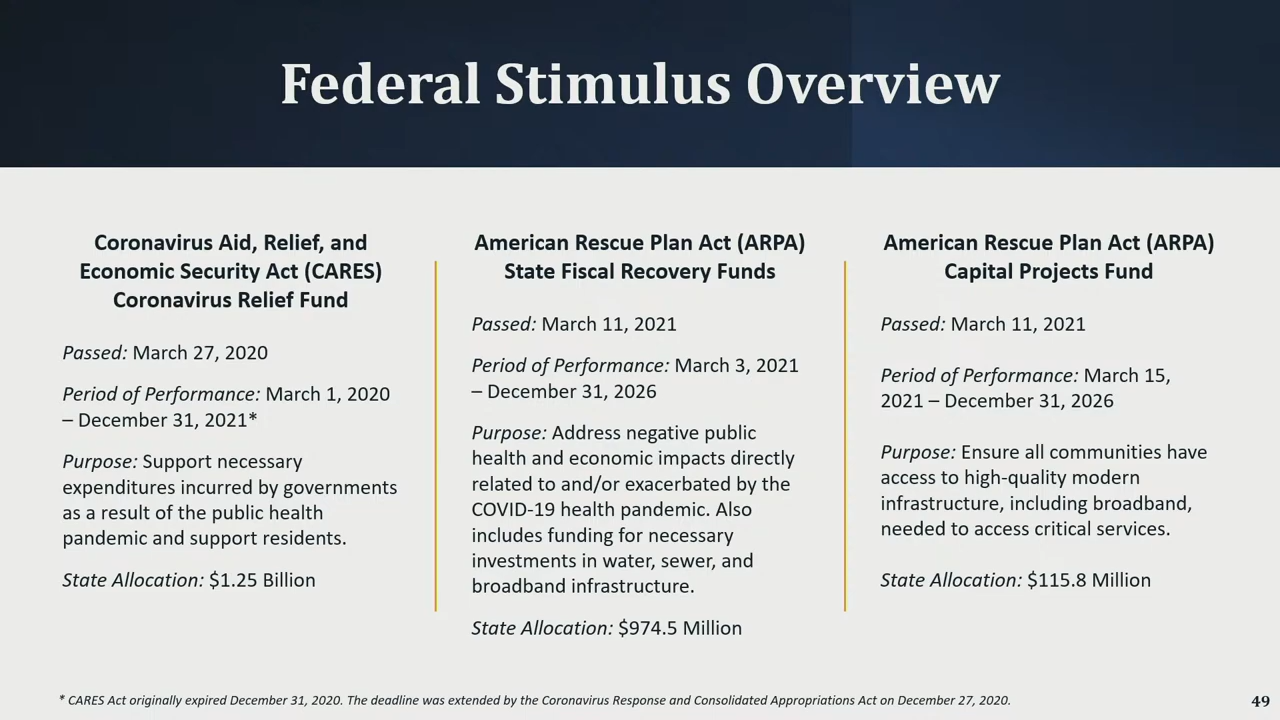 Federal Stimulus Overview
Coronavirus Aid, Relief, and
Economic Security Act (CARES)
Coronavirus Relief Fund
Passed: March 27, 2020
Period of Performance: March 1, 2020
– December 31, 2021*
Purpose: Support necessary
expenditures incurred by governments
as a result of the public health
pandemic and support residents.
State Allocation: $1.25 Billion
American Rescue Plan Act (ARPA)
State Fiscal Recovery Funds
Passed: March 11, 2021
Period of Performance: March 3, 2021
– December 31, 2026
Purpose: Address negative public
health and economic impacts directly
related to and/or exacerbated by the
COVID-19 health pandemic. Also
includes funding for necessary
investments in water, sewer, and
broadband infrastructure.
State Allocation: $974.5 Million
American Rescue Plan Act (ARPA)
Capital Projects Fund
Passed: March 11, 2021
Period of Performance: March 15,
2021 – December 31, 2026
Purpose: Ensure all communities have
access to high-quality modern
infrastructure, including broadband,
needed to access critical services.
State Allocation: $115.8 Million
* CARES Act originally expired December 31, 2020. The deadline was extended by the Coronavirus Response and Consolidated Appropriations Act on December 27, 2020.
49